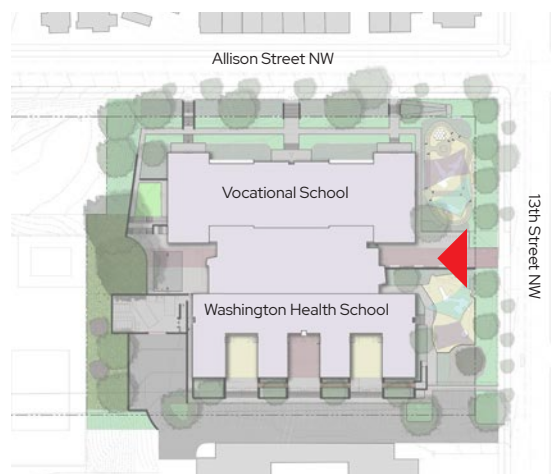 Allison Street NW
Vocational School
13th Street NW
Washington Health School